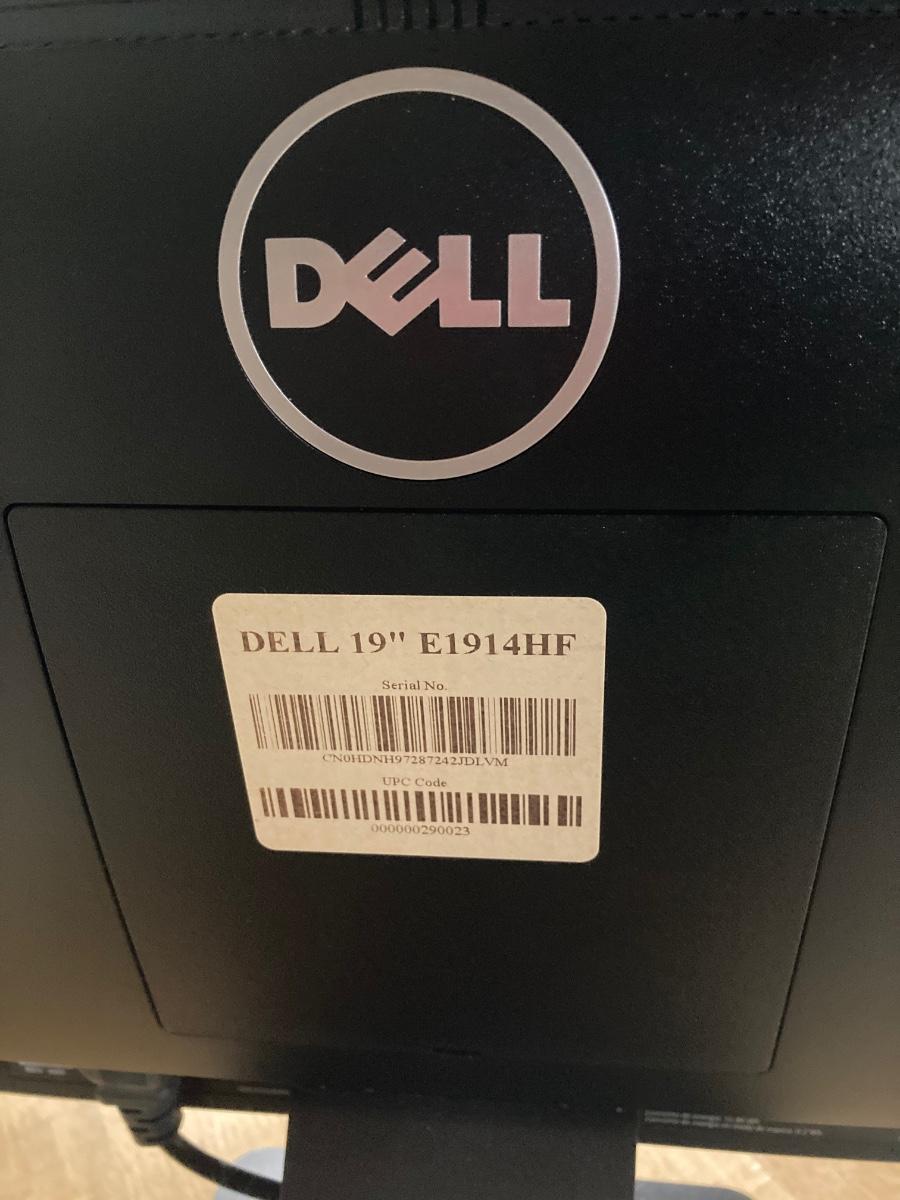 DELL
DELL 19" E1914HF
Serial No.
CN0HDNH97287242JDLVM
UPC Code
000000290023